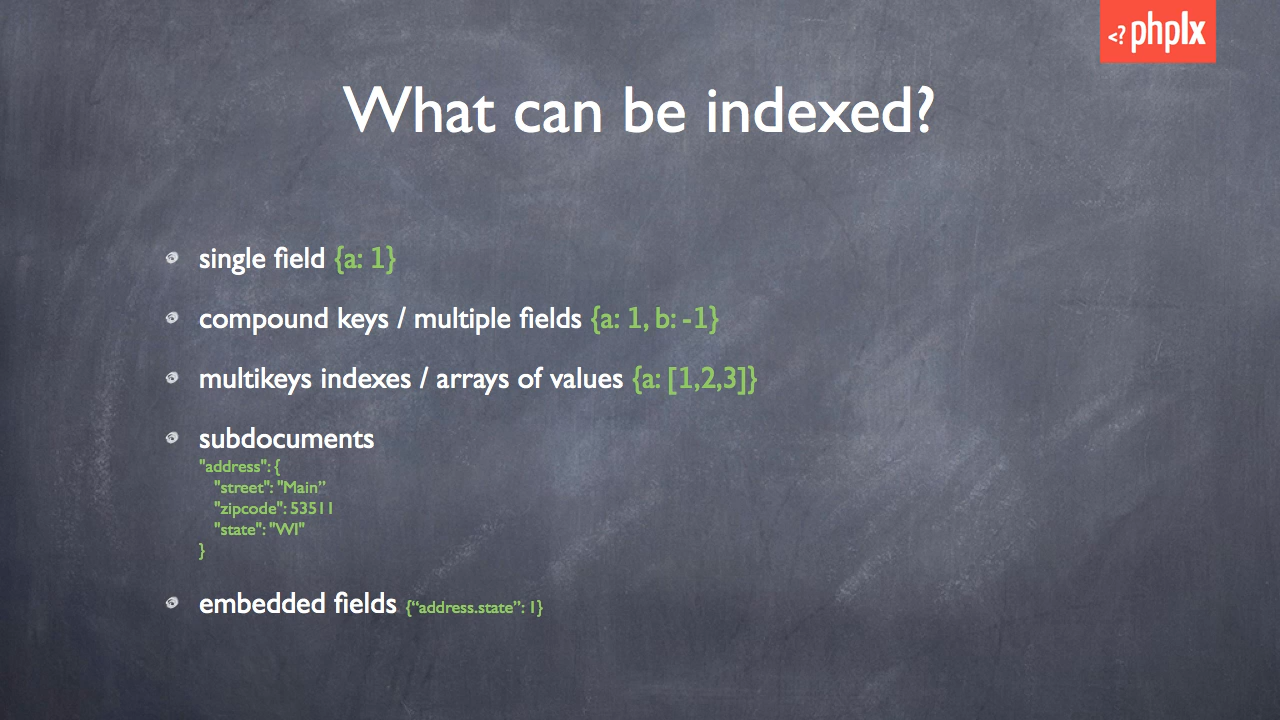 <? phplx
What can be indexed?
single field {a: 1}
compound keys / multiple fields {a: 1, b: -1}
multikeys indexes / arrays of values {a: [1,2,3]}
subdocuments
"address": {
"street": "Main”
"zipcode": 53511
"state": "WI"
}
embedded fields {“address.state”: 1}